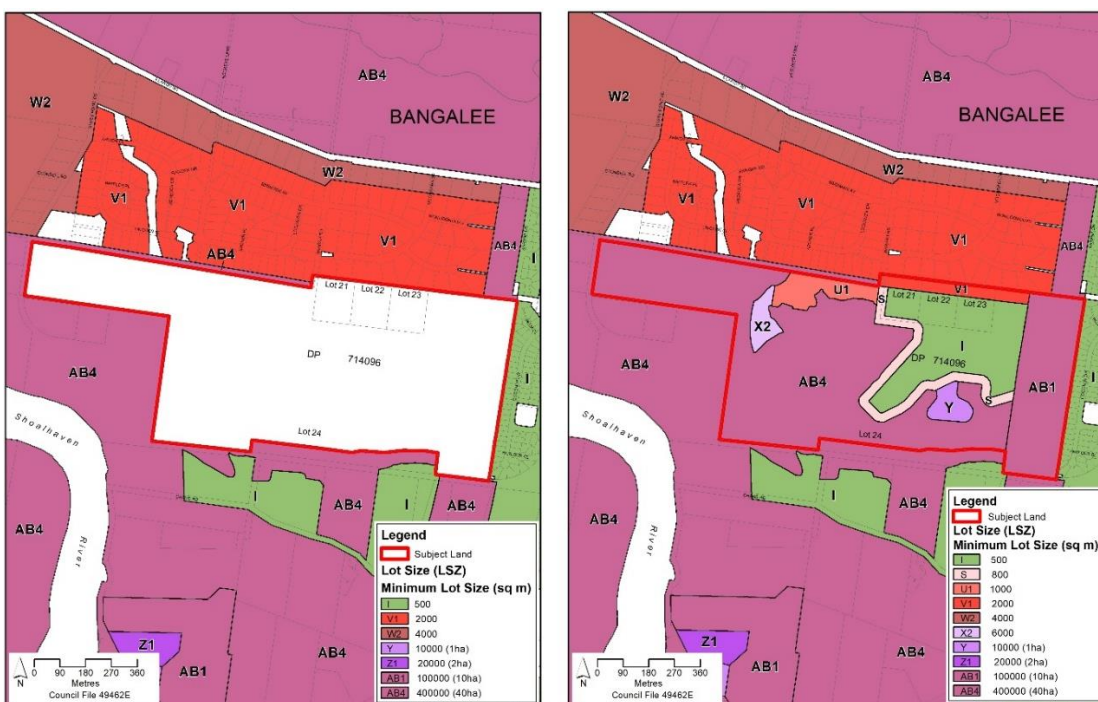 AB4
W2
BANGALEE
W2
V1
V1
V1
AB4
I
AB4
Lot 21 Lot 22 Lot 23
DP 714096
AB4
I
Lot 24
Shoalhaven
River
I
AB4
I
AB4
AB4
Z1
AB1
AB4
N
0 90 180 270 360
Metres
Council File 49462E
Legend
Subject Land
Lot Size (LSZ)
Minimum Lot Size (sq m)
I 500
V1 2000
W2 4000
Y 10000 (1ha)
Z1 20000 (2ha)
AB1 100000 (10ha)
AB4 400000 (40ha)
AB4
W2
BANGALEE
W2
V1
V1
V1
AB4
I
U1
V1
S Lot 21 Lot 22 Lot 23
X2
I
DP 714096
AB4
AB4
AB1
I
Y
S
Lot 24
Shoalhaven
River
I
AB4
I
AB4
AB4
Z1
AB1
AB4
N
0 90 180 270 360
Metres
Council File 49462E
Legend
Subject Land
Lot Size (LSZ)
Minimum Lot Size (sq m)
I 500
S 800
U1 1000
V1 2000
W2 4000
X2 6000
Y 10000 (1ha)
Z1 20000 (2ha)
AB1 100000 (10ha)
AB4 400000 (40ha)